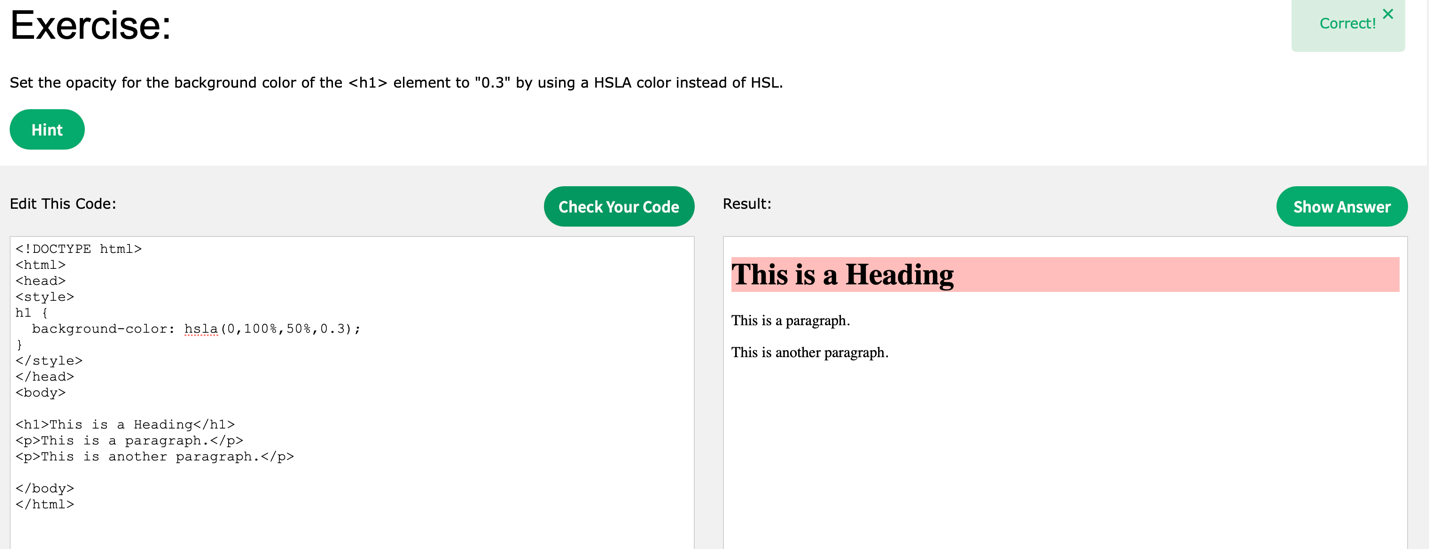 Exercise:
Correct! ×
Set the opacity for the background color of the <h1> element to "0.3" by using a HSLA color instead of HSL.
Hint
Edit This Code:
Check Your Code
<!DOCTYPE html>
<html>
<head>
<style>
h1 {
  background-color: hsla(0,100%,50%,0.3);
}
</style>
</head>
<body>

<h1>This is a Heading</h1>
<p>This is a paragraph.</p>
<p>This is another paragraph.</p>

</body>
</html>
Result:
Show Answer
This is a Heading
This is a paragraph.
This is another paragraph.